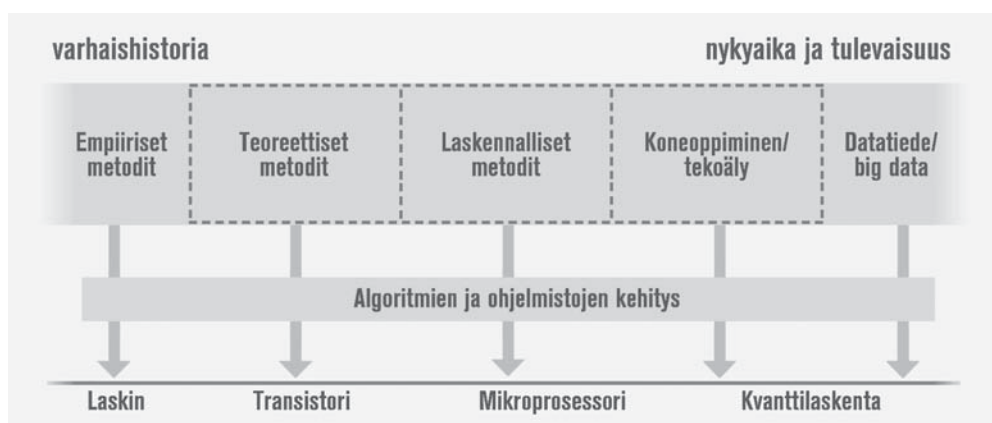 varhaishistoria
nykyaika ja tulevaisuus
Empiiriset
metodit
Teoreettiset
metodit
Laskennalliset
metodit
Koneoppiminen/
tekoäly
Datatiede/
big data
Algoritmien ja ohjelmistojen kehitys
Laskin
Transistori
Mikroprosessori
Kvanttilaskenta